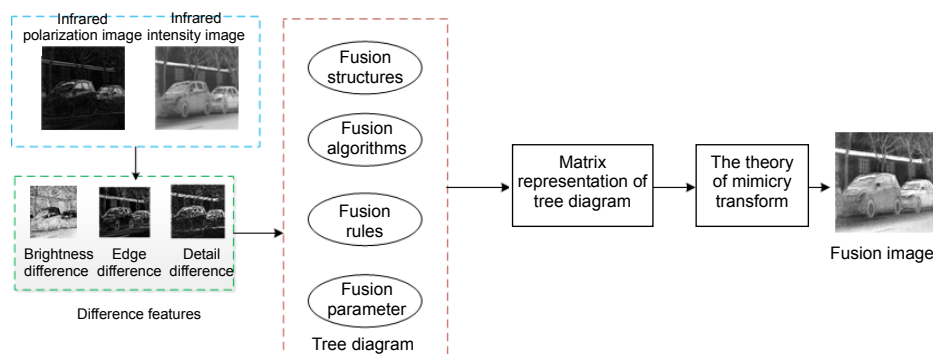 Infrared
polarization image
Infrared
intensity image
Brightness
difference
Edge
difference
Detail
difference
Difference features
Fusion
structures
Fusion
algorithms
Fusion
rules
Fusion
parameter
Tree diagram
Matrix
representation of
tree diagram
The theory
of mimicry
transform
Fusion image